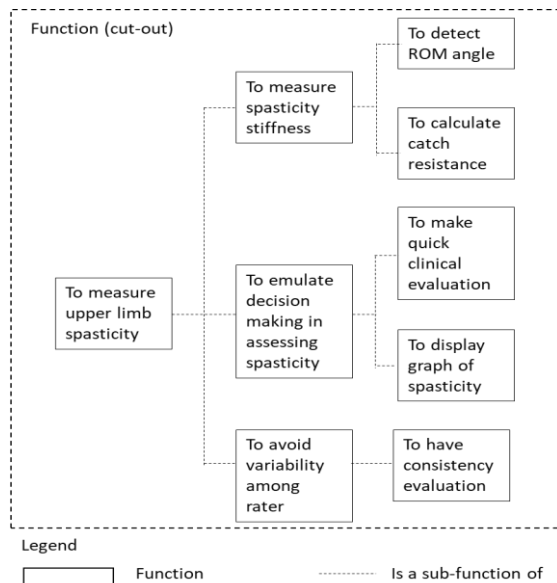 Function (cut-out)
To detect
ROM angle
To measure
spasticity
stiffness
To calculate
catch
resistance
To make
quick
clinical
evaluation
To measure
upper limb
spasticity
To emulate
decision
making in
assessing
spasticity
To display
graph of
spasticity
To avoid
variability
among
rater
To have
consistency
evaluation
Legend
Function
Is a sub-function of